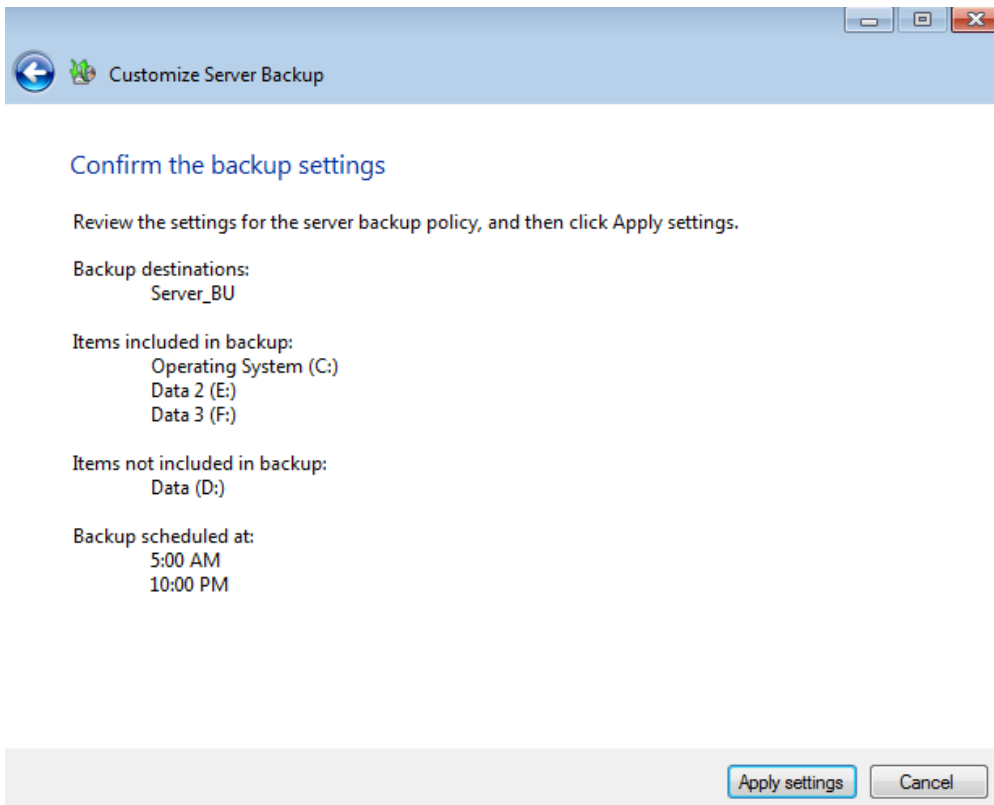 Customize Server Backup
Confirm the backup settings
Review the settings for the server backup policy, and then click Apply settings.
Backup destinations:
Server_BU
Items included in backup:
Operating System (C:)
Data 2 (E:)
Data 3 (F:)
Items not included in backup:
Data (D:)
Backup scheduled at:
5:00 AM
10:00 PM
Apply settings
Cancel